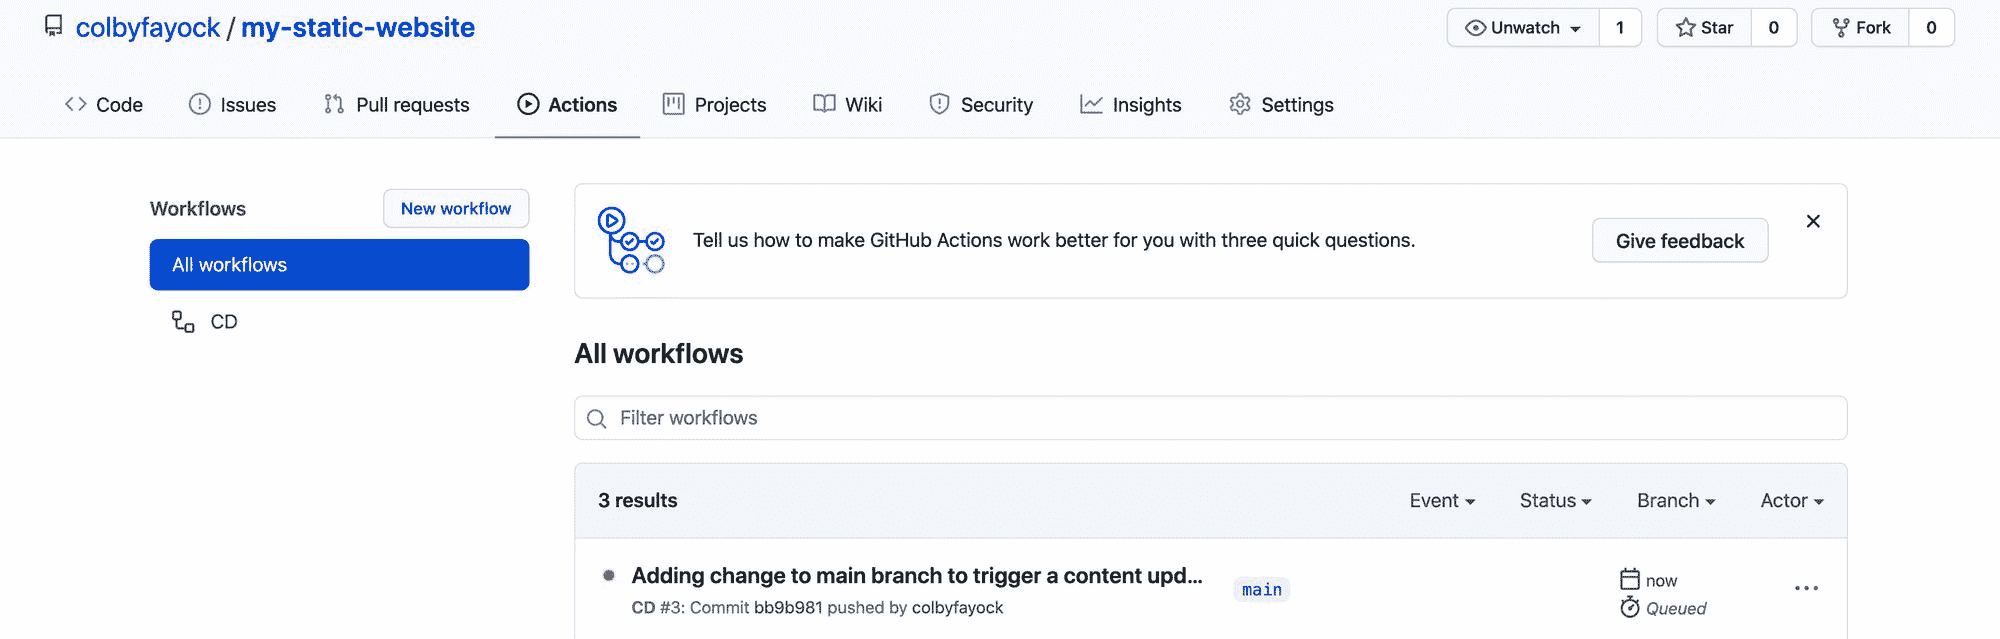 colbyfayock / my-static-website
Unwatch 1 Star 0 Fork 0
Code Issues Pull requests Actions Projects Wiki Security Insights Settings
Workflows
New workflow
All workflows
CD
Tell us how to make GitHub Actions work better for you with three quick questions.
Give feedback
All workflows
Filter workflows
3 results Event Status Branch Actor
Adding change to main branch to trigger a content upd...
CD #3: Commit bb9b981 pushed by colbyfayock
main
now
Queued